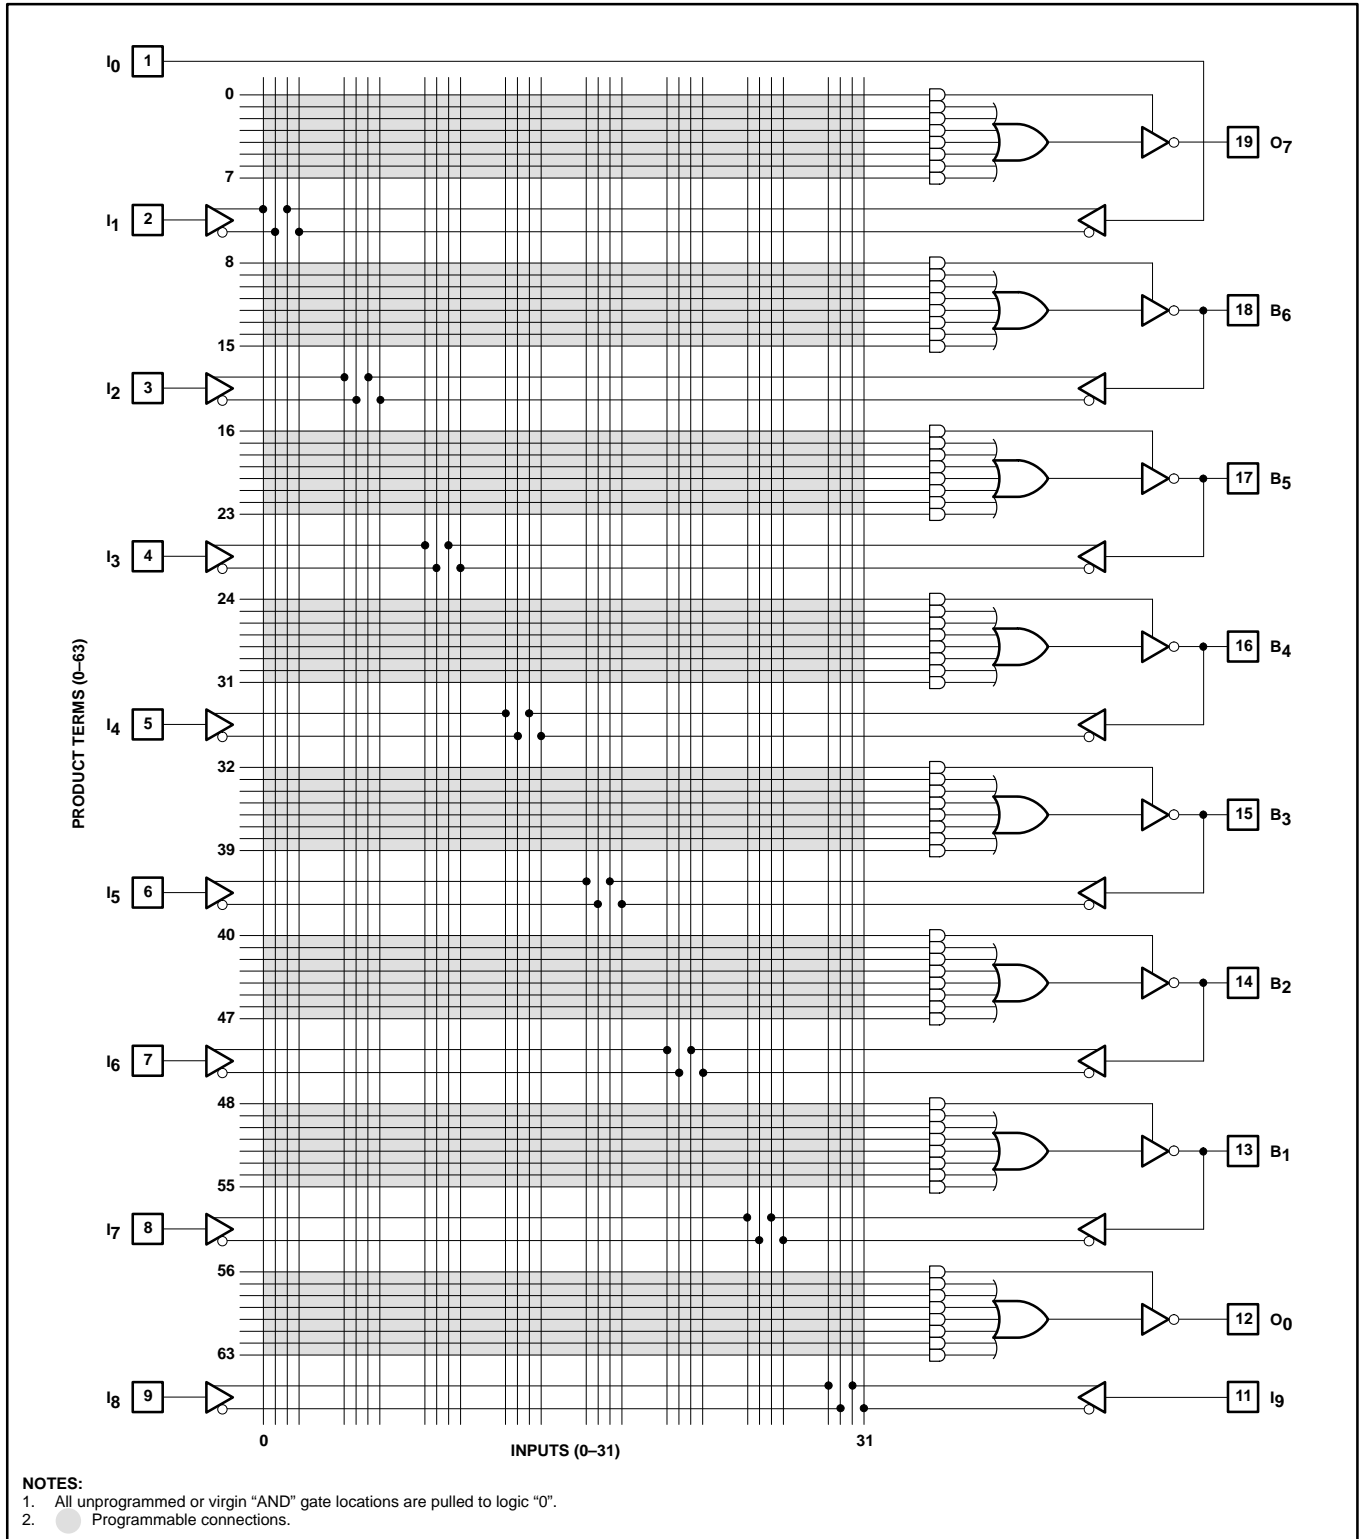 I0 1
0
19 O7
7
I1 2
8
18 B6
15
I2 3
16
17 B5
23
I3 4
24
16 B4
31
I4 5
32
15 B3
39
I5 6
40
14 B2
47
I6 7
48
13 B1
55
I7 8
56
12 O0
63
I8 9
11 I9
PRODUCT TERMS (0–63)
0
31
INPUTS (0–31)
NOTES:
1. All unprogrammed or virgin “AND” gate locations are pulled to logic “0”.
2. Programmable connections.